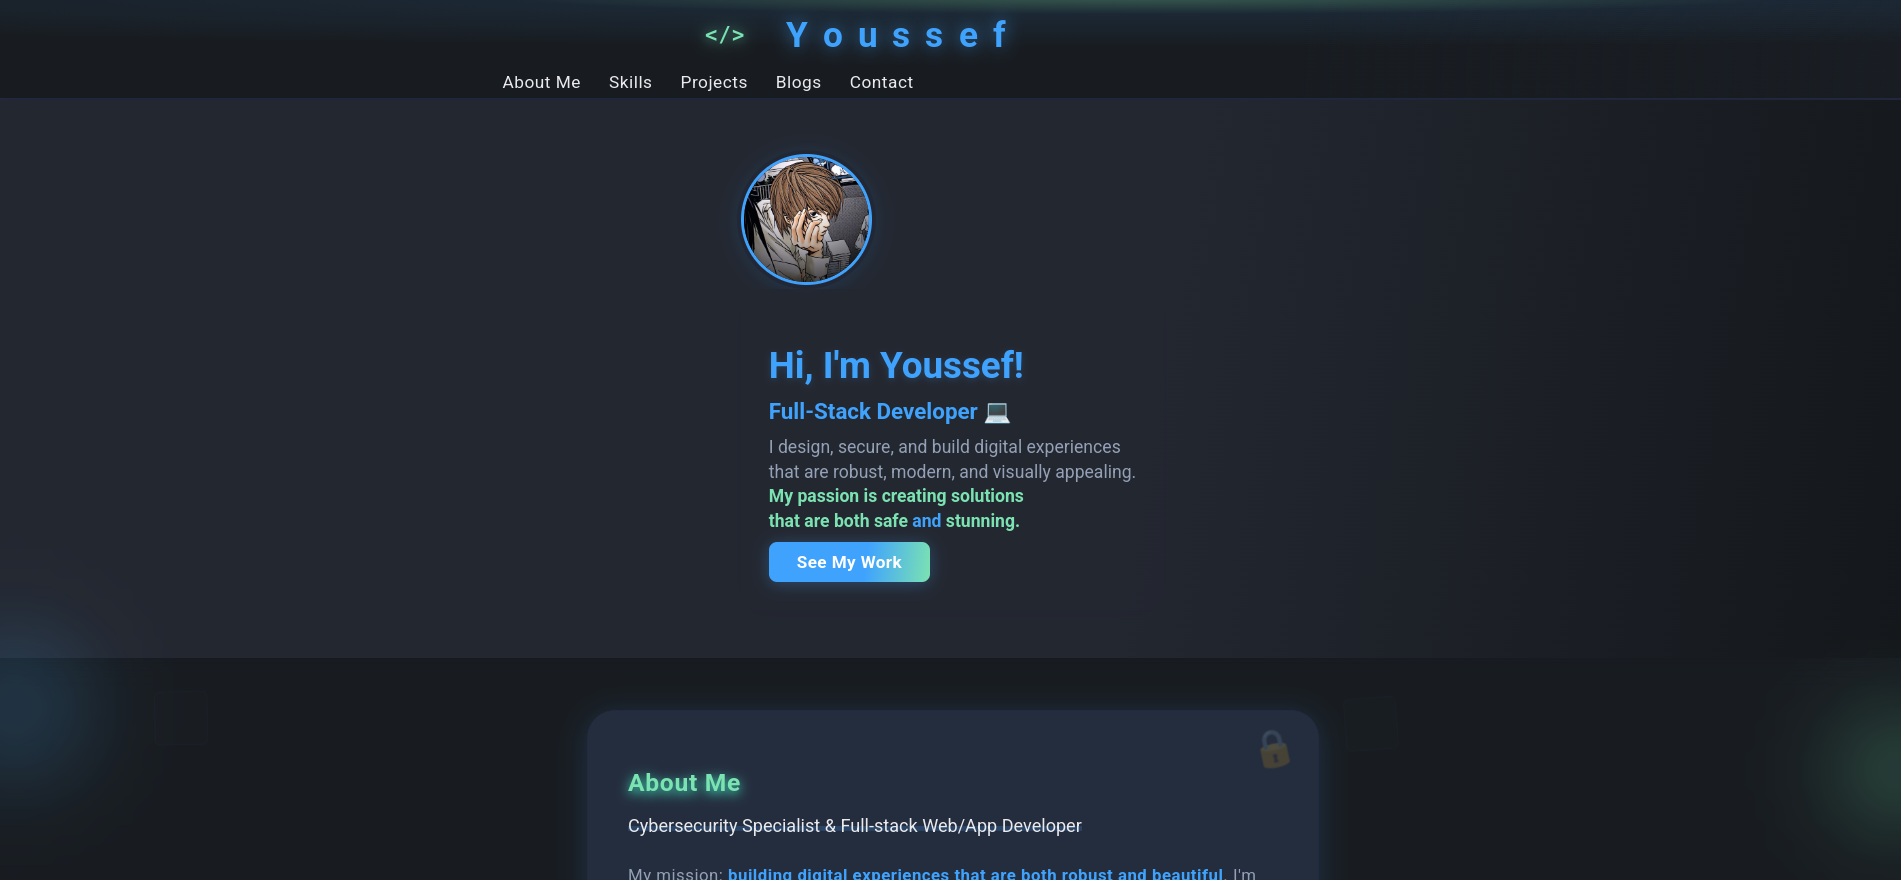 </> Youssef
About Me Skills Projects Blogs Contact
Hi, I'm Youssef!
Full-Stack Developer 💻
I design, secure, and build digital experiences
that are robust, modern, and visually appealing.
My passion is creating solutions
that are both safe and stunning.
See My Work
About Me
Cybersecurity Specialist & Full-stack Web/App Developer
My mission: building digital experiences that are both robust and beautiful. I'm